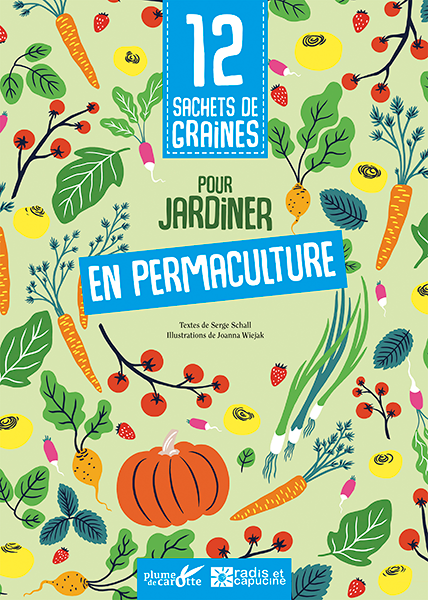 12
SACHETS DE
GRAINES
POUR
JARDINER
EN PERMACULTURE
Textes de Serge Schall
Illustrations de Joanna Wiejak
plume de carotte
radis et capucine